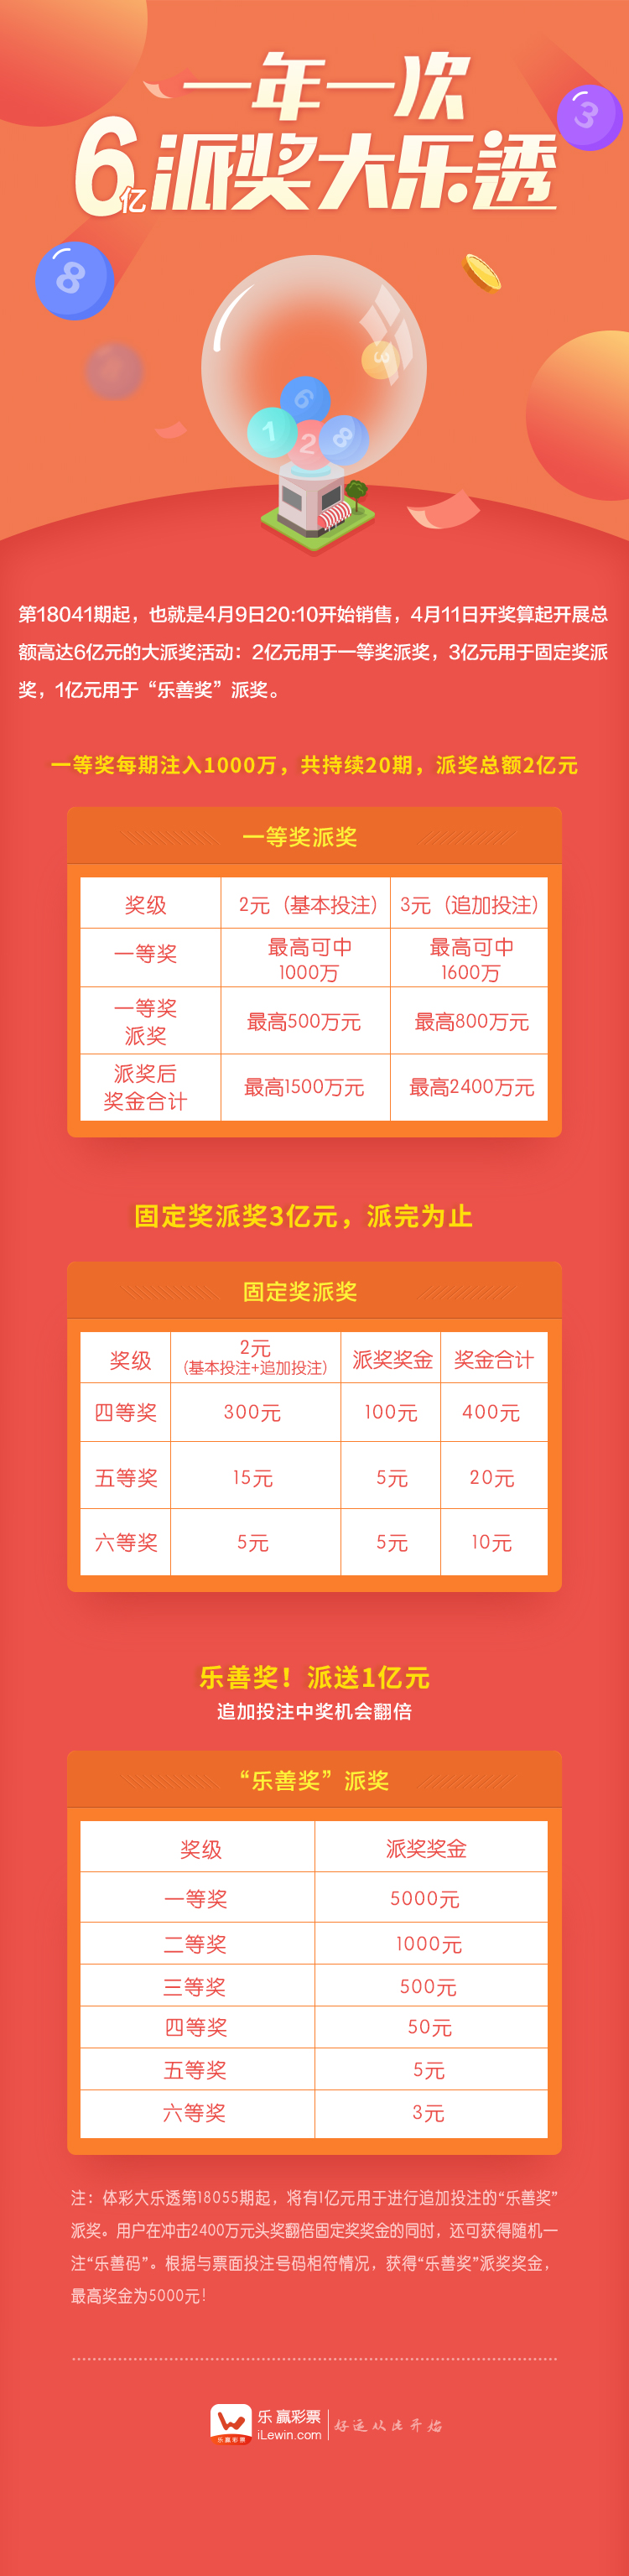 一年一次
6亿派奖大乐透
3
8
3
6
1
2
8
第18041期起，也就是4月9日20:10开始销售，4月11日开奖算起开展总
额高达6亿元的大派奖活动：2亿元用于一等奖派奖，3亿元用于固定奖派
奖，1亿元用于“乐善奖”派奖。
一等奖每期注入1000万，共持续20期，派奖总额2亿元
一等奖派奖
奖级 2元（基本投注） 3元（追加投注）
一等奖 最高可中 最高可中
1000万 1600万
一等奖
派奖 最高500万元 最高800万元
派奖后
奖金合计 最高1500万元 最高2400万元
固定奖派奖3亿元，派完为止
固定奖派奖
奖级 2元 派奖奖金 奖金合计
（基本投注+追加投注）
四等奖 300元 100元 400元
五等奖 15元 5元 20元
六等奖 5元 5元 10元
乐善奖！派送1亿元
追加投注中奖机会翻倍
“乐善奖”派奖
奖级 派奖奖金
一等奖 5000元
二等奖 1000元
三等奖 500元
四等奖 50元
五等奖 5元
六等奖 3元
注：体彩大乐透第18055期起，将有1亿元用于进行追加投注的“乐善奖”
派奖。用户在冲击2400万元头奖翻倍固定奖奖金的同时，还可获得随机一
注“乐善码”。根据与票面投注号码相符情况，获得“乐善奖”派奖奖金，
最高奖金为5000元！
乐赢彩票
乐赢彩票
iLewin.com
好运从此开始